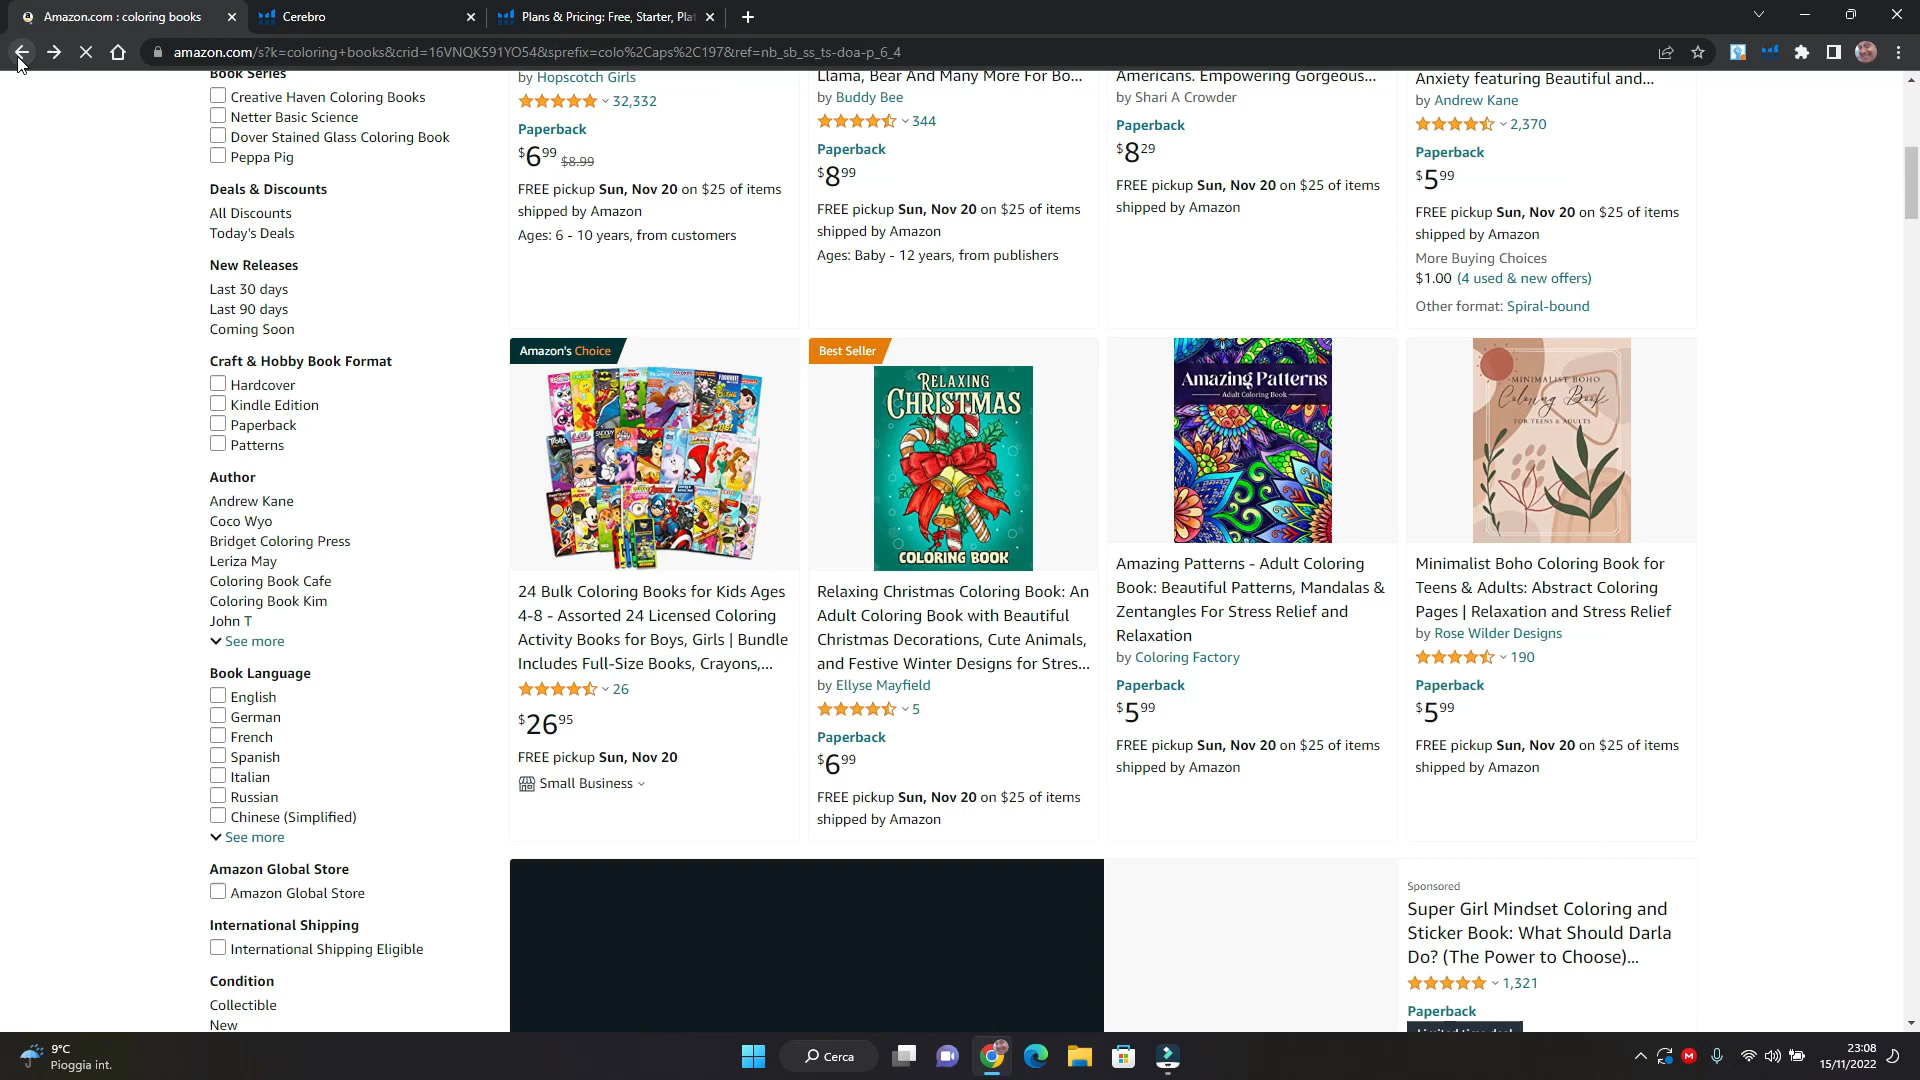 Amazon.com : coloring books
Cerebro
Plans & Pricing: Free, Starter, Pla
amazon.com/s?k=coloring+books&crid=16VNQK591YO54&sprefix=colo%2Caps%2C197&ref=nb_sb_ss_ts-doa-p_6_4
Book Series
Creative Haven Coloring Books
Netter Basic Science
Dover Stained Glass Coloring Book
Peppa Pig
Deals & Discounts
All Discounts
Today's Deals
New Releases
Last 30 days
Last 90 days
Coming Soon
Craft & Hobby Book Format
Hardcover
Kindle Edition
Paperback
Patterns
Author
Andrew Kane
Coco Wyo
Bridget Coloring Press
Leriza May
Coloring Book Cafe
Coloring Book Kim
John T
See more
Book Language
English
German
French
Spanish
Italian
Russian
Chinese (Simplified)
See more
Amazon Global Store
Amazon Global Store
International Shipping
International Shipping Eligible
Condition
Collectible
New
by Hopscotch Girls
32,332
Paperback
$6.99 $8.99
FREE pickup Sun, Nov 20 on $25 of items
shipped by Amazon
Ages: 6 - 10 years, from customers
Llama, Bear And Many More For Bo...
by Buddy Bee
344
Paperback
$8.99
FREE pickup Sun, Nov 20 on $25 of items
shipped by Amazon
Ages: Baby - 12 years, from publishers
Americans. Empowering Gorgeous...
by Shari A Crowder
Paperback
$8.29
FREE pickup Sun, Nov 20 on $25 of items
shipped by Amazon
Anxiety featuring Beautiful and...
by Andrew Kane
2,370
Paperback
$5.99
FREE pickup Sun, Nov 20 on $25 of items
shipped by Amazon
More Buying Choices
$1.00 (4 used & new offers)
Other format: Spiral-bound
Amazon's Choice
24 Bulk Coloring Books for Kids Ages
4-8 - Assorted 24 Licensed Coloring
Activity Books for Boys, Girls | Bundle
Includes Full-Size Books, Crayons,...
26
$26.95
FREE pickup Sun, Nov 20
Small Business
Best Seller
RELAXING
CHRISTMAS
COLORING BOOK
Relaxing Christmas Coloring Book: An
Adult Coloring Book with Beautiful
Christmas Decorations, Cute Animals,
and Festive Winter Designs for Stres...
by Ellyse Mayfield
5
Paperback
$6.99
FREE pickup Sun, Nov 20 on $25 of items
shipped by Amazon
Amazing Patterns
Adult Coloring Book
Amazing Patterns - Adult Coloring
Book: Beautiful Patterns, Mandalas &
Zentangles For Stress Relief and
Relaxation
by Coloring Factory
Paperback
$5.99
FREE pickup Sun, Nov 20 on $25 of items
shipped by Amazon
MINIMALIST BOHO
Coloring Book
FOR TEENS & ADULTS
Minimalist Boho Coloring Book for
Teens & Adults: Abstract Coloring
Pages | Relaxation and Stress Relief
by Rose Wilder Designs
190
Paperback
$5.99
FREE pickup Sun, Nov 20 on $25 of items
shipped by Amazon
Sponsored
Super Girl Mindset Coloring and
Sticker Book: What Should Darla
Do? (The Power to Choose)...
1,321
Paperback
9°C
Pioggia int.
Cerca
23:08
15/11/2022